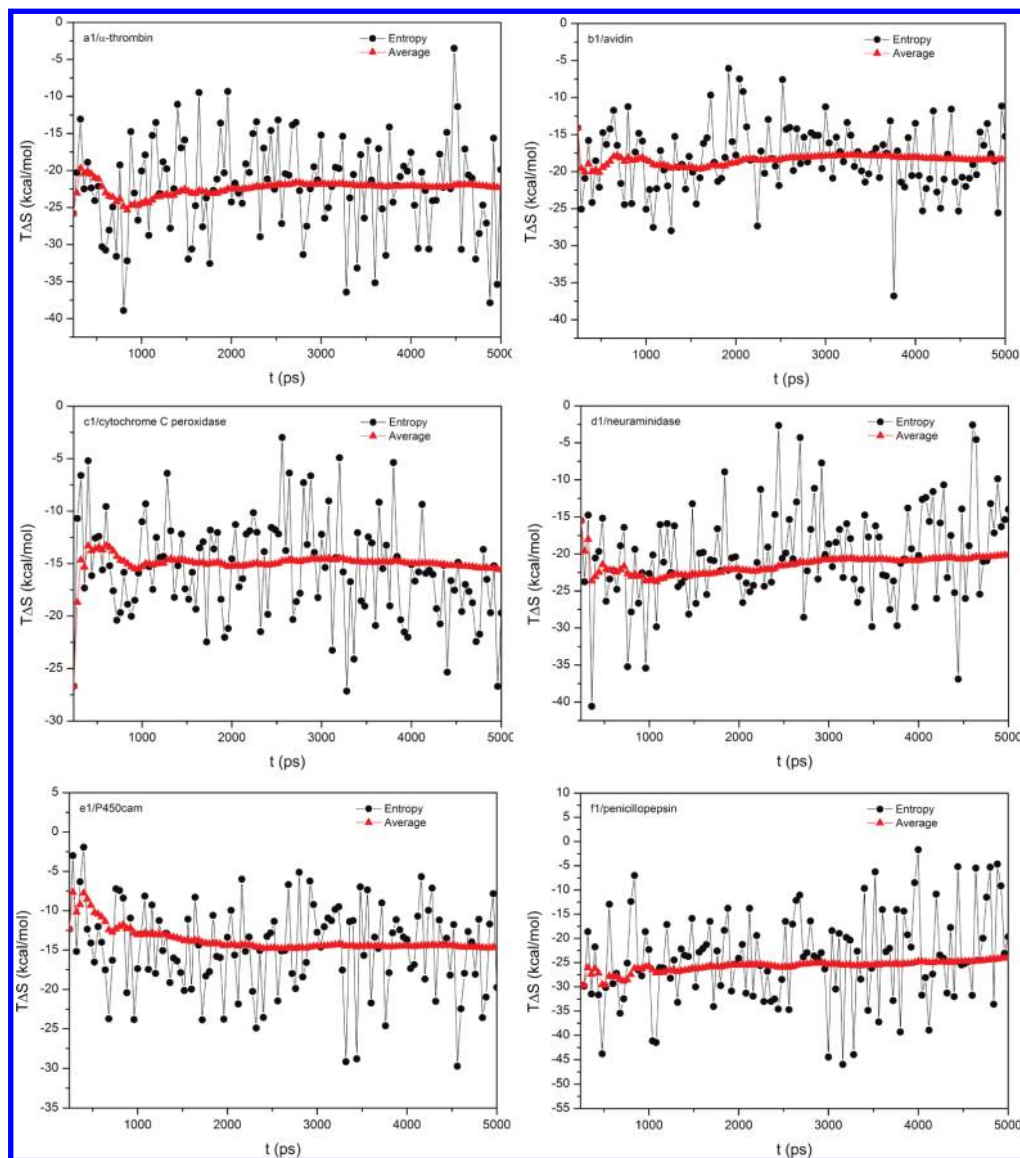 a1/α-thrombin
Entropy
Average
TΔS (kcal/mol)
0
-5
-10
-15
-20
-25
-30
-35
-40
1000 2000 3000 4000 5000
t (ps)
b1/avidin
Entropy
Average
TΔS (kcal/mol)
0
-5
-10
-15
-20
-25
-30
-35
-40
1000 2000 3000 4000 5000
t (ps)
c1/cytochrome C peroxidase
Entropy
Average
TΔS (kcal/mol)
0
-5
-10
-15
-20
-25
-30
1000 2000 3000 4000 5000
t (ps)
d1/neuraminidase
Entropy
Average
TΔS (kcal/mol)
0
-5
-10
-15
-20
-25
-30
-35
-40
1000 2000 3000 4000 5000
t (ps)
e1/P450cam
Entropy
Average
TΔS (kcal/mol)
5
0
-5
-10
-15
-20
-25
-30
-35
1000 2000 3000 4000 5000
t (ps)
f1/penicillopepsin
Entropy
Average
TΔS (kcal/mol)
10
5
0
-5
-10
-15
-20
-25
-30
-35
-40
-45
-50
-55
1000 2000 3000 4000 5000
t (ps)